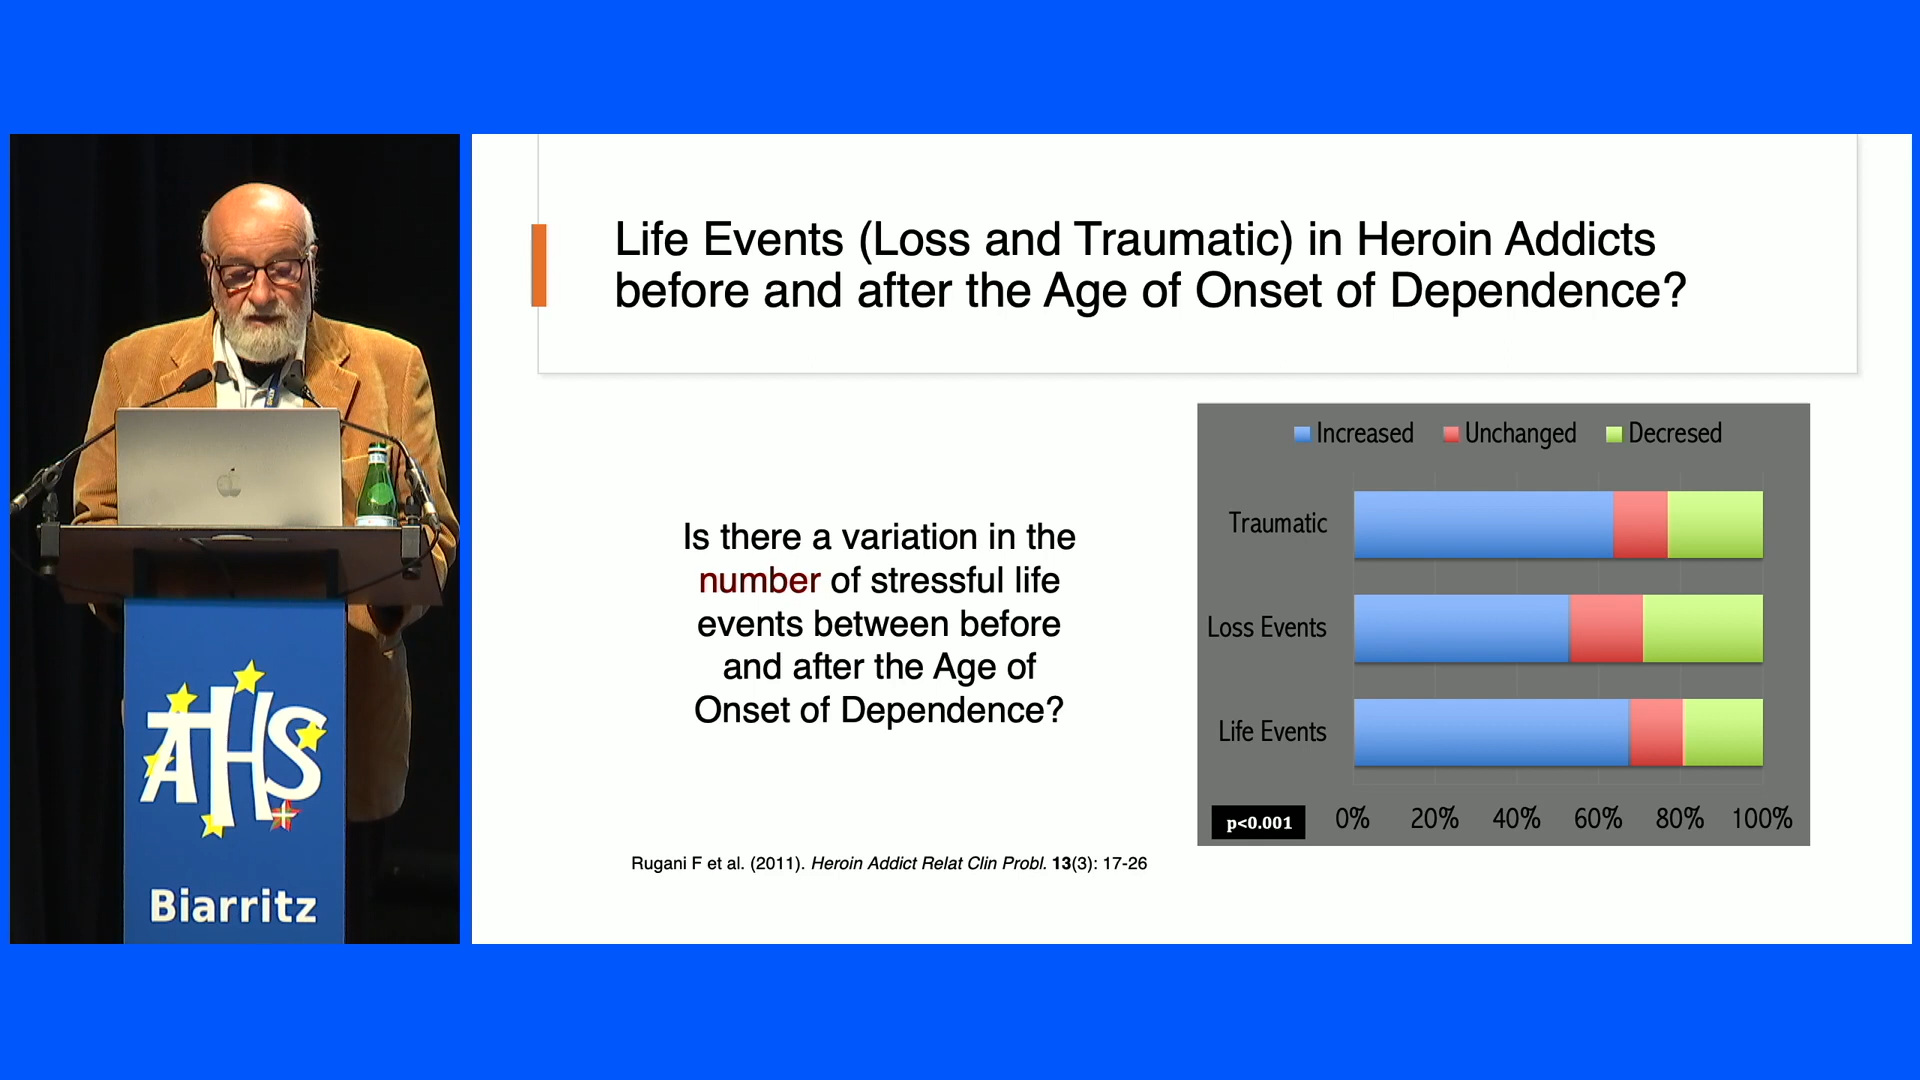 Life Events (Loss and Traumatic) in Heroin Addicts
before and after the Age of Onset of Dependence?
Is there a variation in the
number of stressful life
events between before
and after the Age of
Onset of Dependence?
Rugani F et al. (2011). Heroin Addict Relat Clin Probl. 13(3): 17-26
Increased Unchanged Decresed
Traumatic
Loss Events
Life Events
p<0.001
0% 20% 40% 60% 80% 100%
ATHS
Biarritz